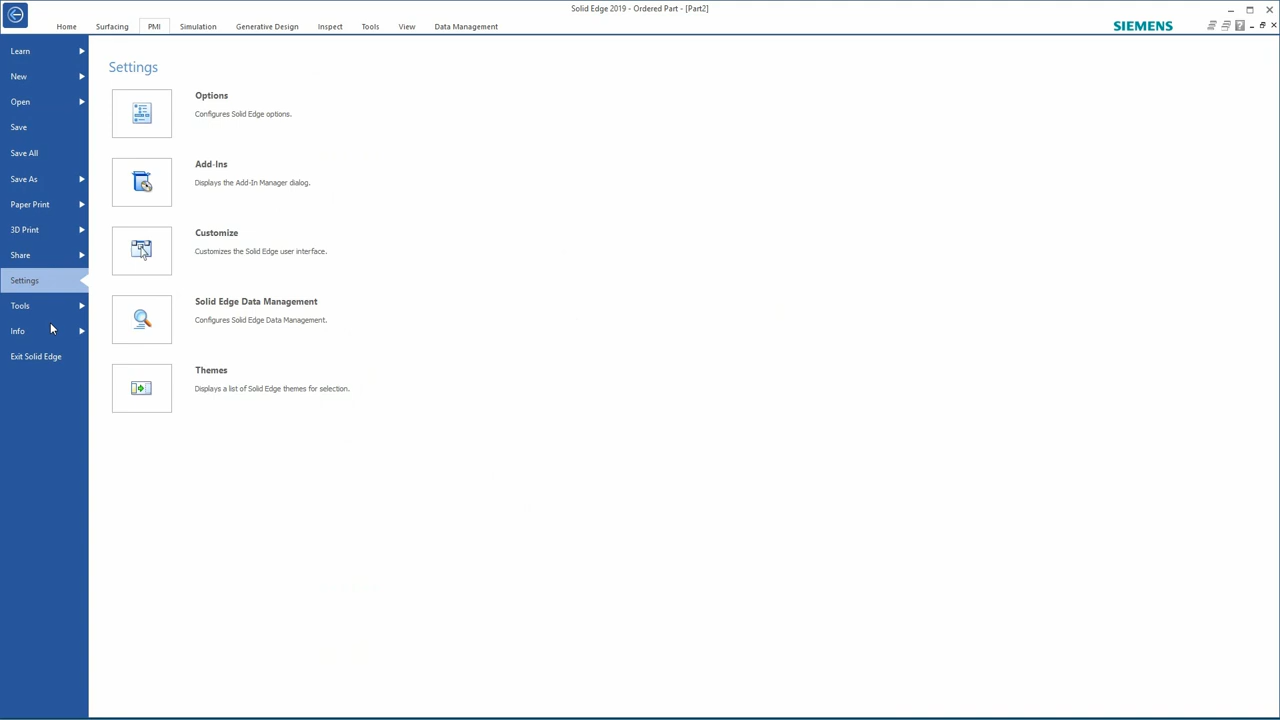 Solid Edge 2019 - Ordered Part - [Part2]
Home Surfacing PMI Simulation Generative Design Inspect Tools View Data Management SIEMENS
Learn
New
Open
Save
Save All
Save As
Paper Print
3D Print
Share
Settings
Tools
Info
Exit Solid Edge
Settings
Options
Configures Solid Edge options.
Add-Ins
Displays the Add-In Manager dialog.
Customize
Customizes the Solid Edge user interface.
Solid Edge Data Management
Configures Solid Edge Data Management.
Themes
Displays a list of Solid Edge themes for selection.